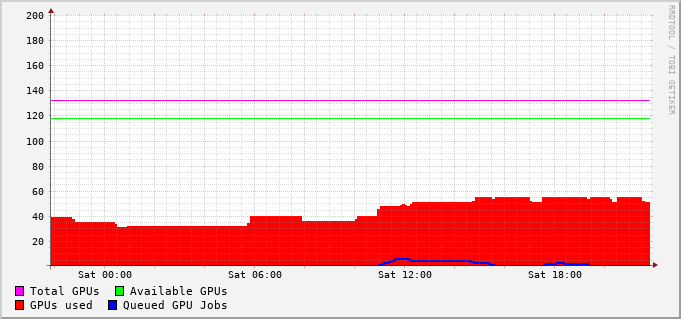 200
180
160
140
120
100
80
60
40
20
Sat 00:00 Sat 06:00 Sat 12:00 Sat 18:00
Total GPUs Available GPUs
GPUs used Queued GPU Jobs
RRDTOOL / TOBI OETIKER